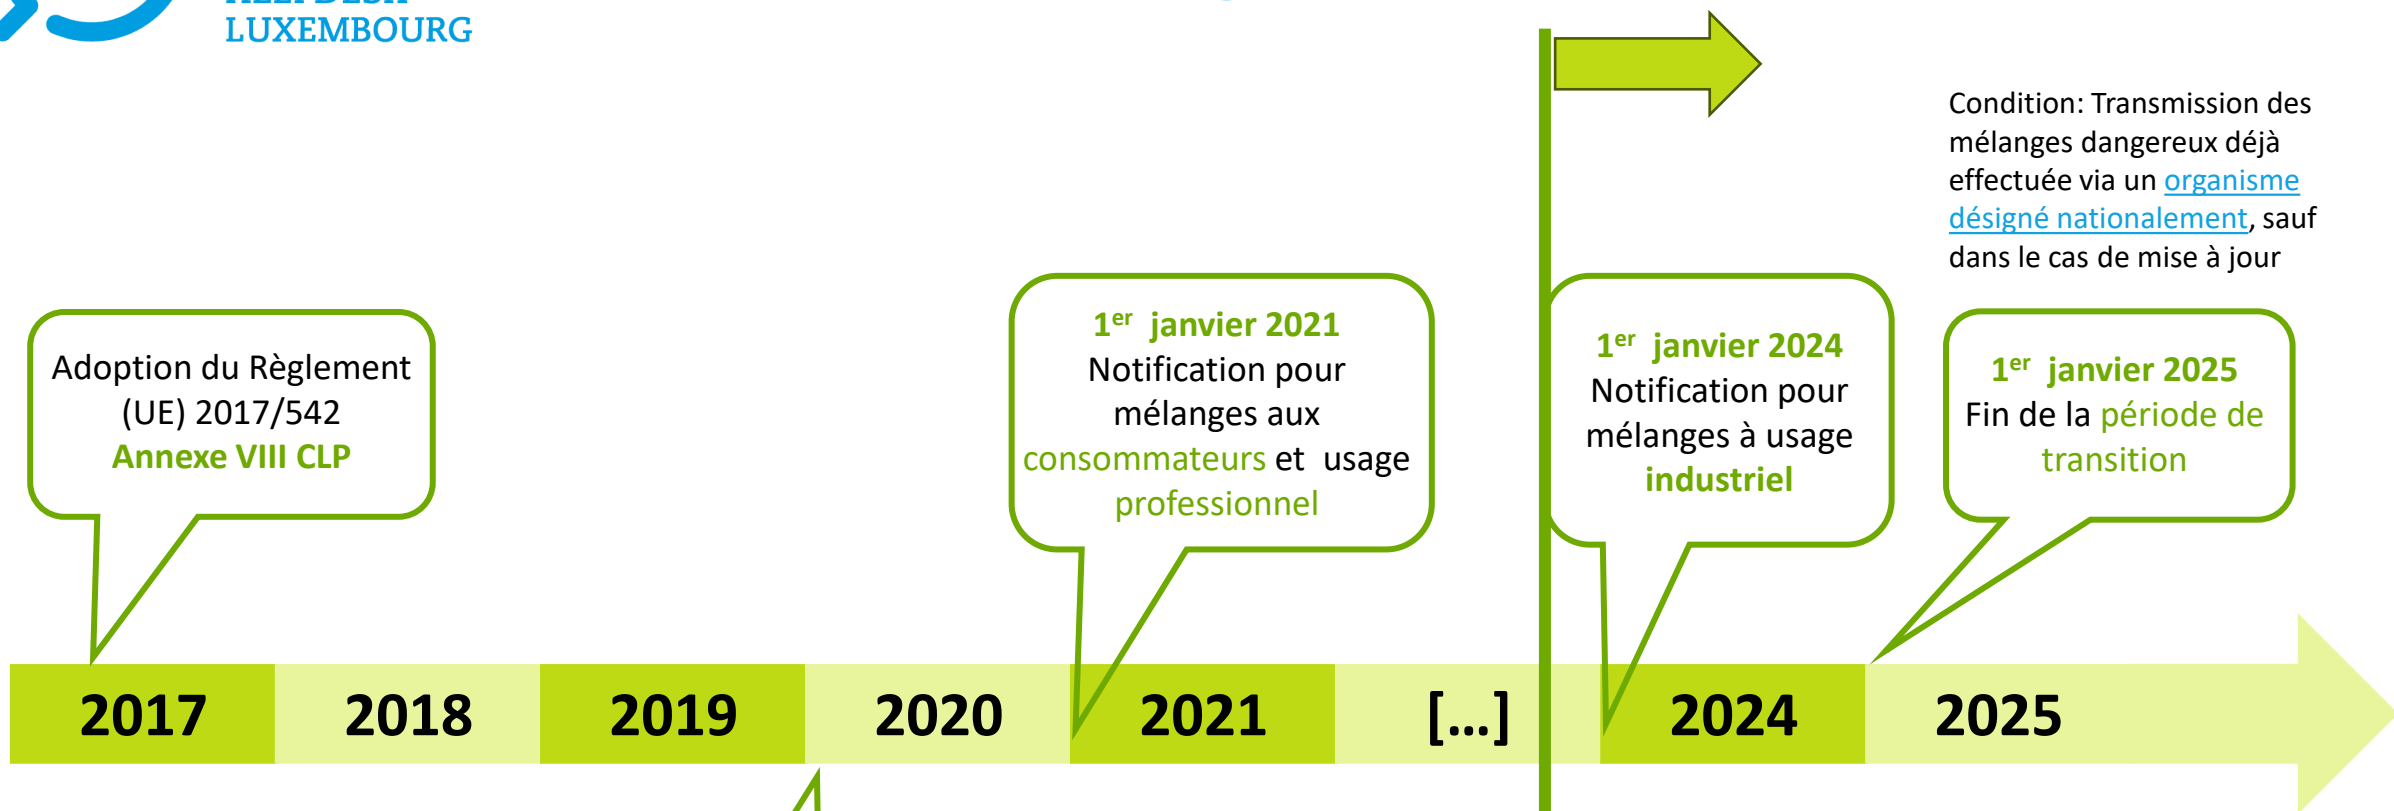 LUXEMBOURG
Condition: Transmission des
mélanges dangereux déjà
effectuée via un organisme
désigné nationalement, sauf
dans le cas de mise à jour
Adoption du Règlement
(UE) 2017/542
Annexe VIII CLP
1er janvier 2021
Notification pour
mélanges aux
consommateurs et usage
professionnel
1er janvier 2024
Notification pour
mélanges à usage
industriel
1er janvier 2025
Fin de la période de
transition
2017 2018 2019 2020 2021 [...] 2024 2025